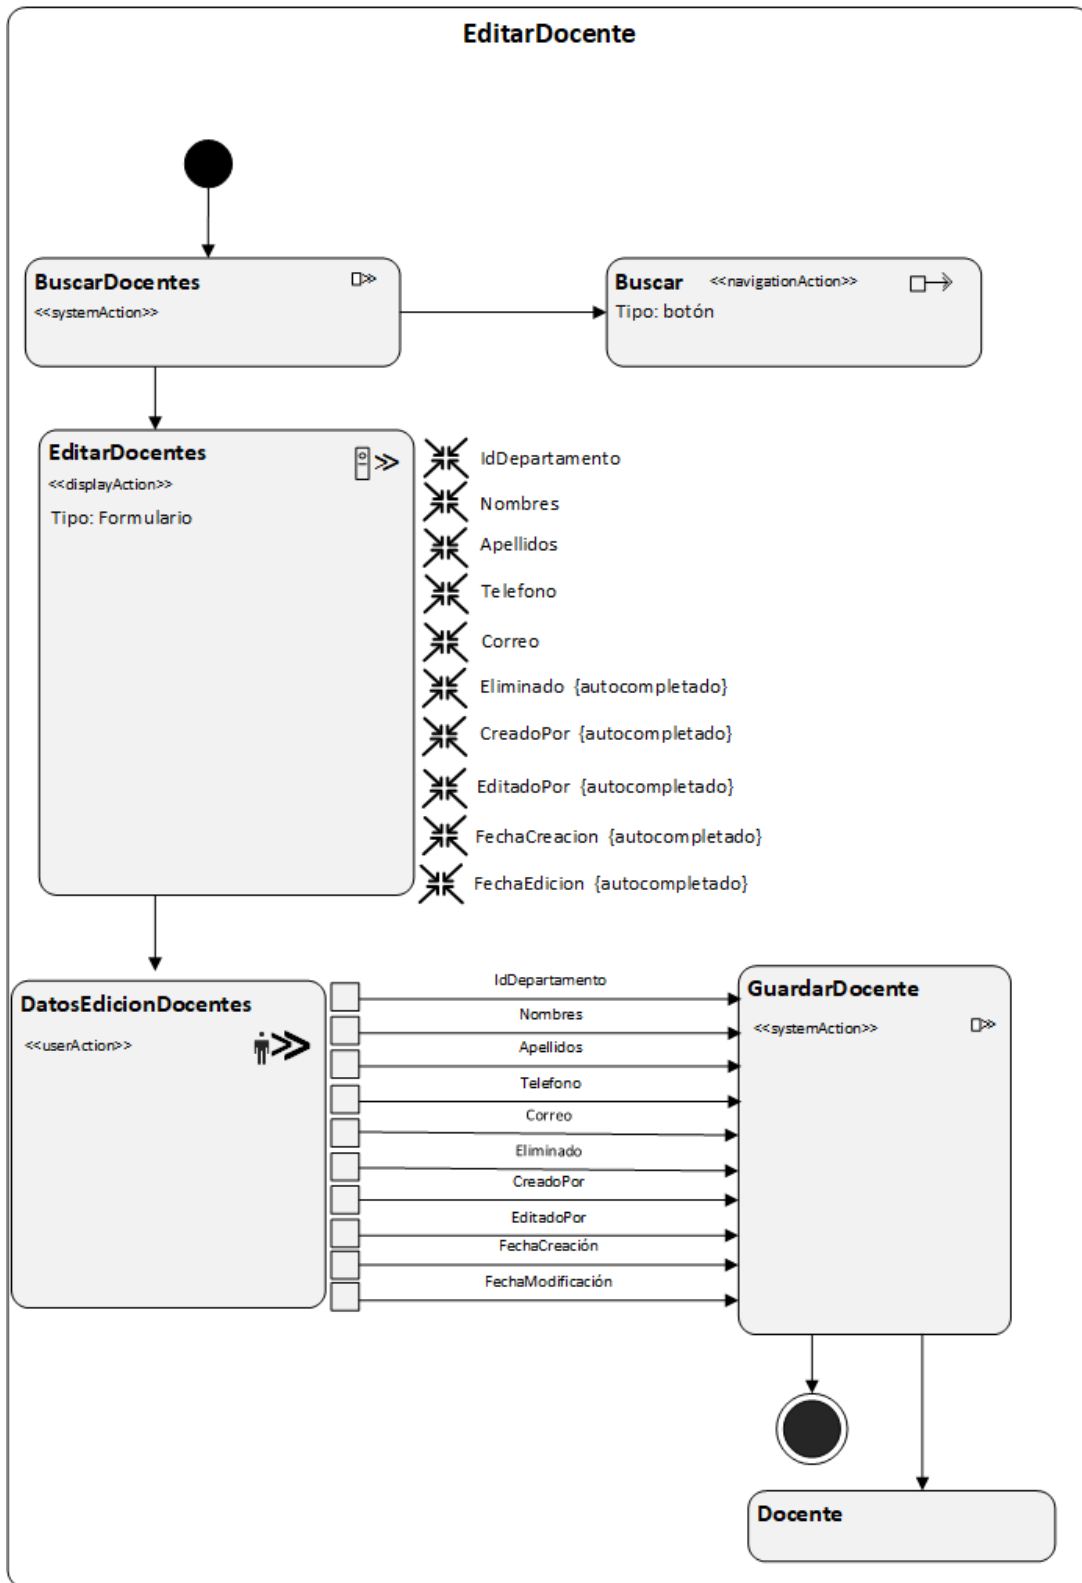 EditarDocente
BuscarDocentes
<<systemAction>>
Buscar <<navigationAction>>
Tipo: botón
EditarDocentes
<<displayAction>>
Tipo: Formulario
IdDepartamento
Nombres
Apellidos
Telefono
Correo
Eliminado {autocompletado}
CreadoPor {autocompletado}
EditadoPor {autocompletado}
FechaCreacion {autocompletado}
FechaEdicion {autocompletado}
DatosEdicionDocentes
<<userAction>>
IdDepartamento
Nombres
Apellidos
Telefono
Correo
Eliminado
CreadoPor
EditadoPor
FechaCreación
FechaModificación
GuardarDocente
<<systemAction>>
Docente